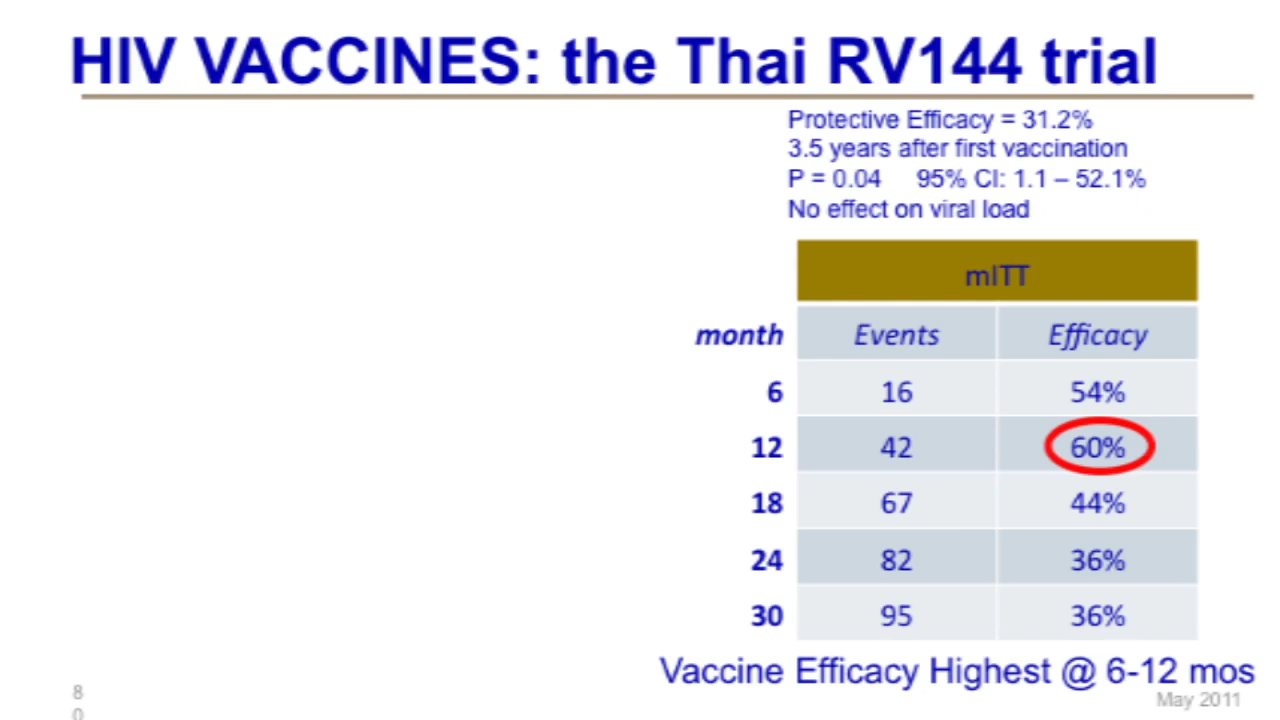 HIV VACCINES: the Thai RV144 trial
Protective Efficacy = 31.2%
3.5 years after first vaccination
P = 0.04 95% CI: 1.1 – 52.1%
No effect on viral load
mITT
month Events Efficacy
6 16 54%
12 42 60%
18 67 44%
24 82 36%
30 95 36%
Vaccine Efficacy Highest @ 6-12 mos
May 2011
8
0